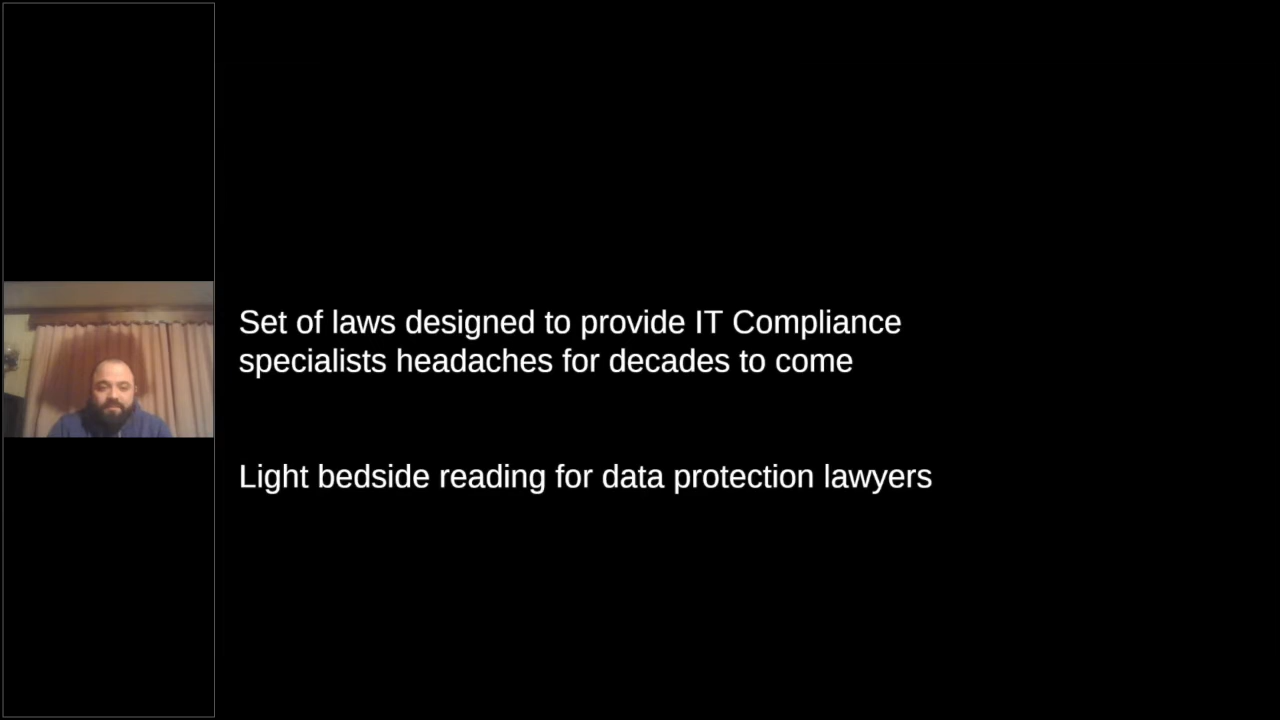 Set of laws designed to provide IT Compliance
specialists headaches for decades to come
Light bedside reading for data protection lawyers